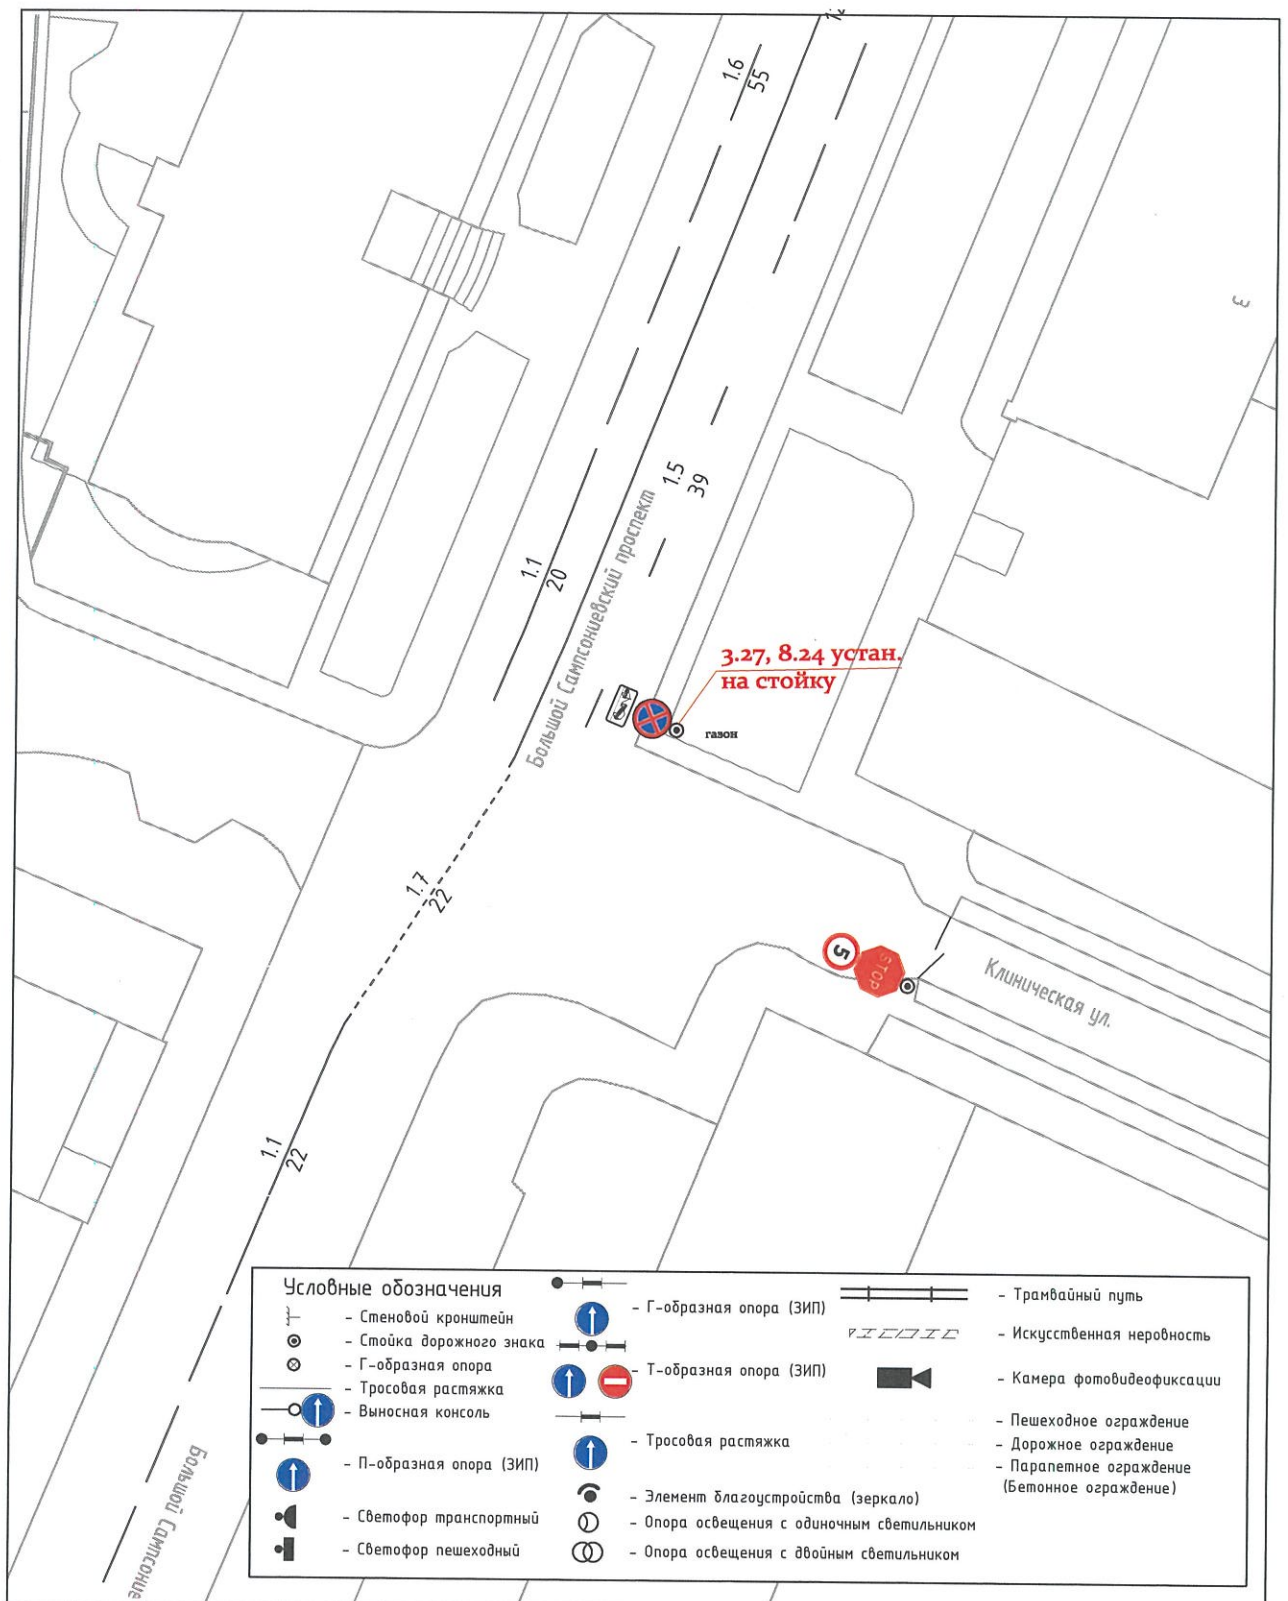 1.6
55
3
1.5
39
1.1
20
Большой Сампсониевский проспект
3.27, 8.24 устан.
на стойку
газон
1.7
22
5
STOP
Клиническая ул.
1.1
22
Большой Сампсоние
Условные обозначения
- Стеновой кронштейн
- Стойка дорожного знака
- Г-образная опора
- Тросовая растяжка
- Выносная консоль
- П-образная опора (ЗИП)
- Светофор транспортный
- Светофор пешеходный
- Г-образная опора (ЗИП)
- Т-образная опора (ЗИП)
- Тросовая растяжка
- Элемент благоустройства (зеркало)
- Опора освещения с одиночным светильником
- Опора освещения с двойным светильником
- Трамвайный путь
- Искусственная неровность
- Камера фотовидеофиксации
- Пешеходное ограждение
- Дорожное ограждение
- Парапетное ограждение
(Бетонное ограждение)